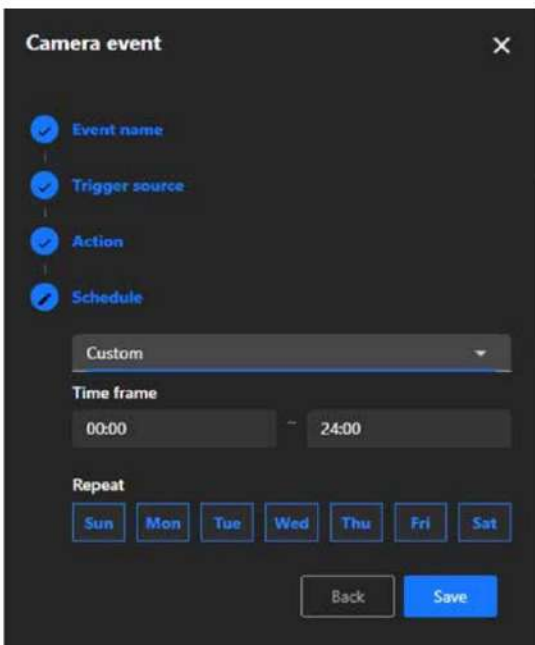 Camera event
Event name
Trigger source
Action
Schedule
Custom
Time frame
00:00 ~ 24:00
Repeat
Sun Mon Tue Wed Thu Fri Sat
Back Save